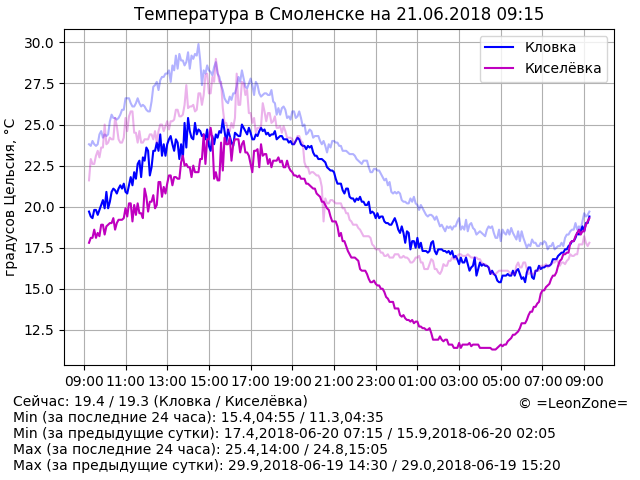 Температура в Смоленске на 21.06.2018 09:15
градусов Цельсия, °C
30.0
27.5
25.0
22.5
20.0
17.5
15.0
12.5
Кловка
Киселёвка
09:00 11:00 13:00 15:00 17:00 19:00 21:00 23:00 01:00 03:00 05:00 07:00 09:00
Сейчас: 19.4 / 19.3 (Кловка / Киселёвка)
© =LeonZone=
Min (за последние 24 часа): 15.4,04:55 / 11.3,04:35
Min (за предыдущие сутки): 17.4,2018-06-20 07:15 / 15.9,2018-06-20 02:05
Max (за последние 24 часа): 25.4,14:00 / 24.8,15:05
Max (за предыдущие сутки): 29.9,2018-06-19 14:30 / 29.0,2018-06-19 15:20